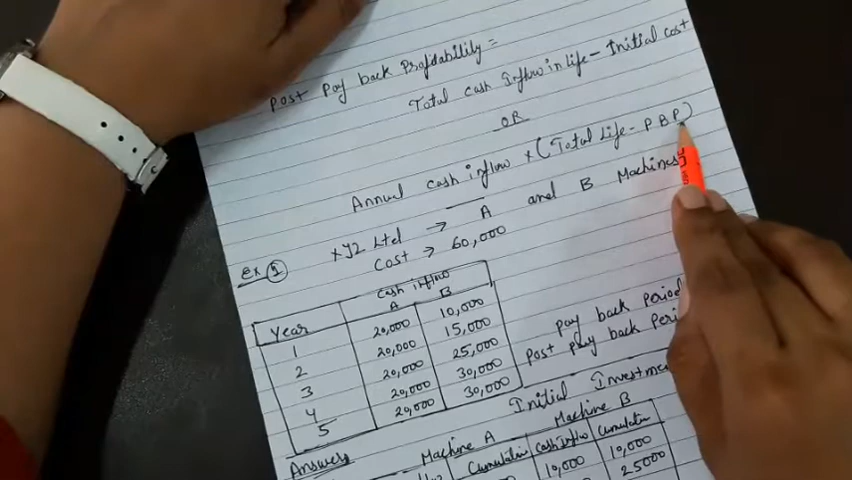 Post Pay back Profitability =
Total Cash Inflow in life - Initial cost
OR
Annual cash inflow x (Total Life - PBP)
XYZ Ltd → A and B Machines
Cost → 60,000
ex ①
Cash inflow
Year A B
1 20,000 10,000
2 20,000 15,000
3 20,000 25,000
4 20,000 30,000
5 20,000 30,000
pay back Period
Post pay back Peri
Initial Investme
Answers
Machine A Machine B
Cumulativ Cash inflow Cumulativ
10,000 10,000
25000